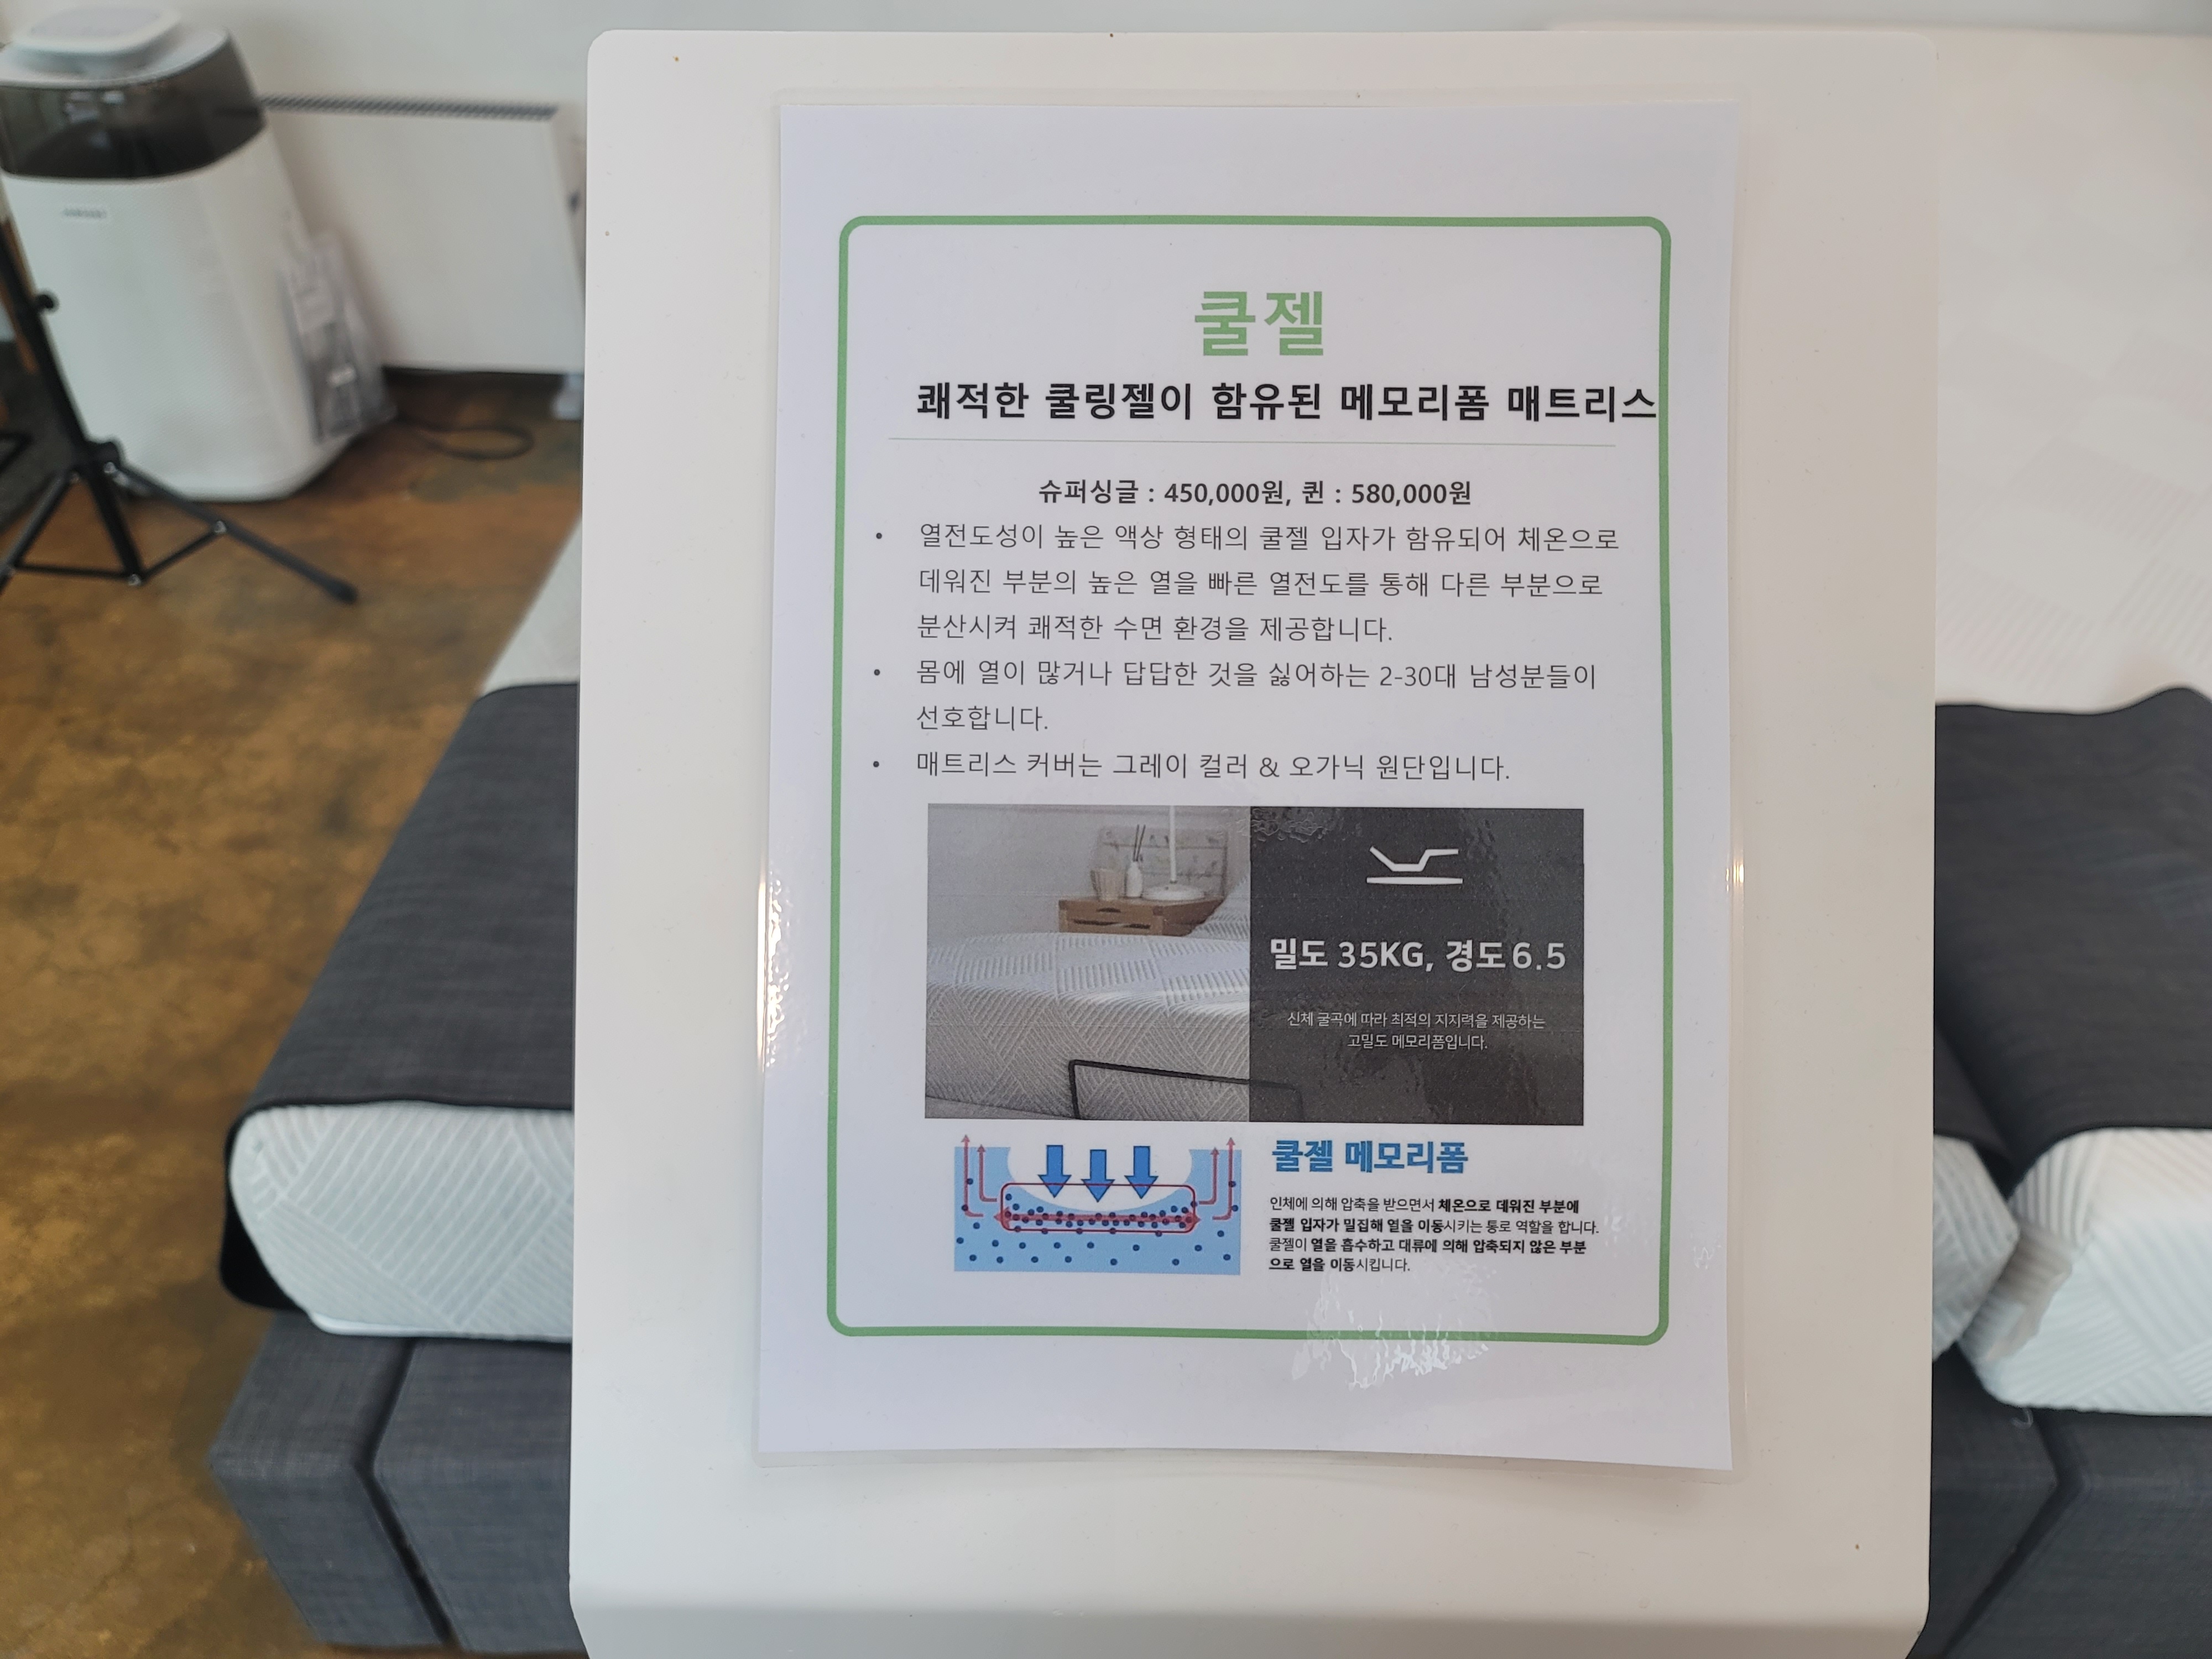 쿨젤
쾌적한 쿨링젤이 함유된 메모리폼 매트리스
슈퍼싱글 : 450,000원, 퀸 : 580,000원
• 열전도성이 높은 액상 형태의 쿨젤 입자가 함유되어 체온으로
데워진 부분의 높은 열을 빠른 열전도를 통해 다른 부분으로
분산시켜 쾌적한 수면 환경을 제공합니다.
• 몸에 열이 많거나 답답한 것을 싫어하는 2-30대 남성분들이
선호합니다.
• 매트리스 커버는 그레이 컬러 & 오가닉 원단입니다.
밀도 35KG, 경도 6.5
신체 굴곡에 따라 최적의 지지력을 제공하는
고밀도 메모리폼입니다.
쿨젤 메모리폼
인체에 의해 압축을 받으면서 체온으로 데워진 부분에
쿨젤 입자가 밀집해 열을 이동시키는 통로 역할을 합니다.
쿨젤이 열을 흡수하고 대류에 의해 압축되지 않은 부분
으로 열을 이동시킵니다.